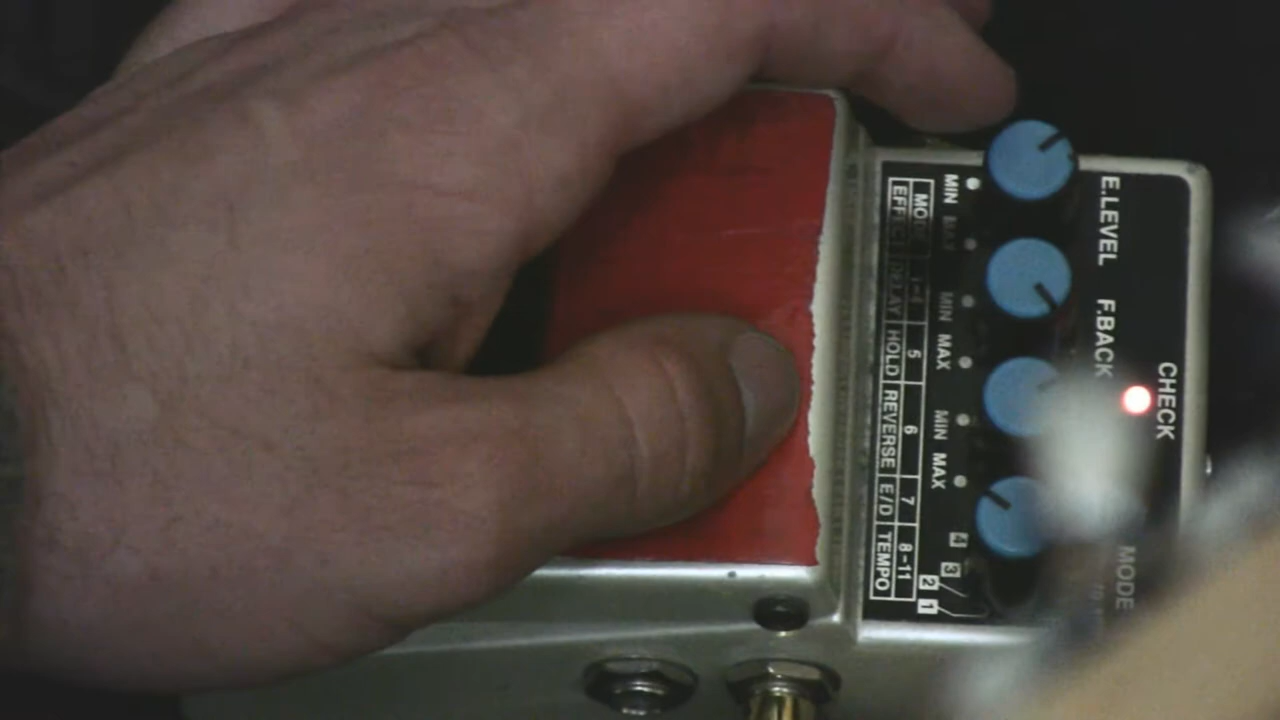 CHECK
E.LEVEL F.BACK MODE
MIN MAX MIN MAX MIN MAX 4 3 2 1
MODE 1-4 5 6 7 8-11
EFFECT DELAY HOLD REVERSE E/D TEMPO